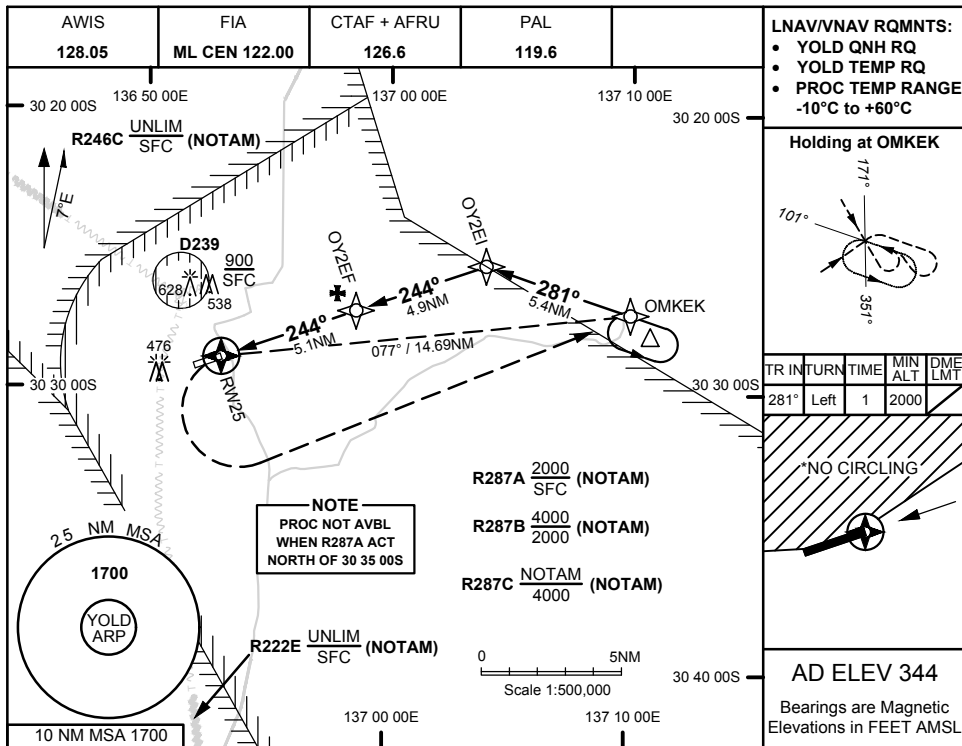 AWIS
128.05
FIA
ML CEN 122.00
CTAF + AFRU
126.6
PAL
119.6
LNAV/VNAV RQMNTS:
• YOLD QNH RQ
• YOLD TEMP RQ
• PROC TEMP RANGE
-10°C to +60°C
136 50 00E
137 00 00E
137 10 00E
30 20 00S
30 20 00S
R246C UNLIM
SFC (NOTAM)
7°E
D239
900
SFC
628
538
OY2EF
OY2EI
OMKEK
281º
5.4NM
244º
4.9NM
244º
5.1NM
077° / 14.69NM
476
RW25
30 30 00S
30 30 00S
Holding at OMKEK
171°
101°
351°
TR IN
TURN
TIME
MIN ALT
DME LMT
281°
Left
1
2000
*NO CIRCLING
R287A 2000
SFC (NOTAM)
R287B 4000
2000 (NOTAM)
R287C NOTAM
4000 (NOTAM)
NOTE
PROC NOT AVBL
WHEN R287A ACT
NORTH OF 30 35 00S
25 NM MSA
1700
YOLD
ARP
10 NM MSA 1700
R222E UNLIM
SFC (NOTAM)
0
5NM
Scale 1:500,000
30 40 00S
137 00 00E
137 10 00E
AD ELEV 344
Bearings are Magnetic
Elevations in FEET AMSL